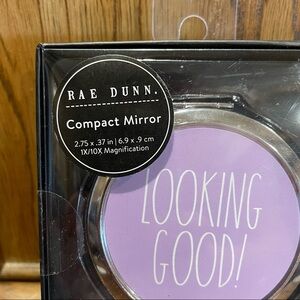 RAE DUNN.
Compact Mirror
2.75 x .37 in | 6.9 x .9 cm
1X/10X Magnification
LOOKING
GOOD!